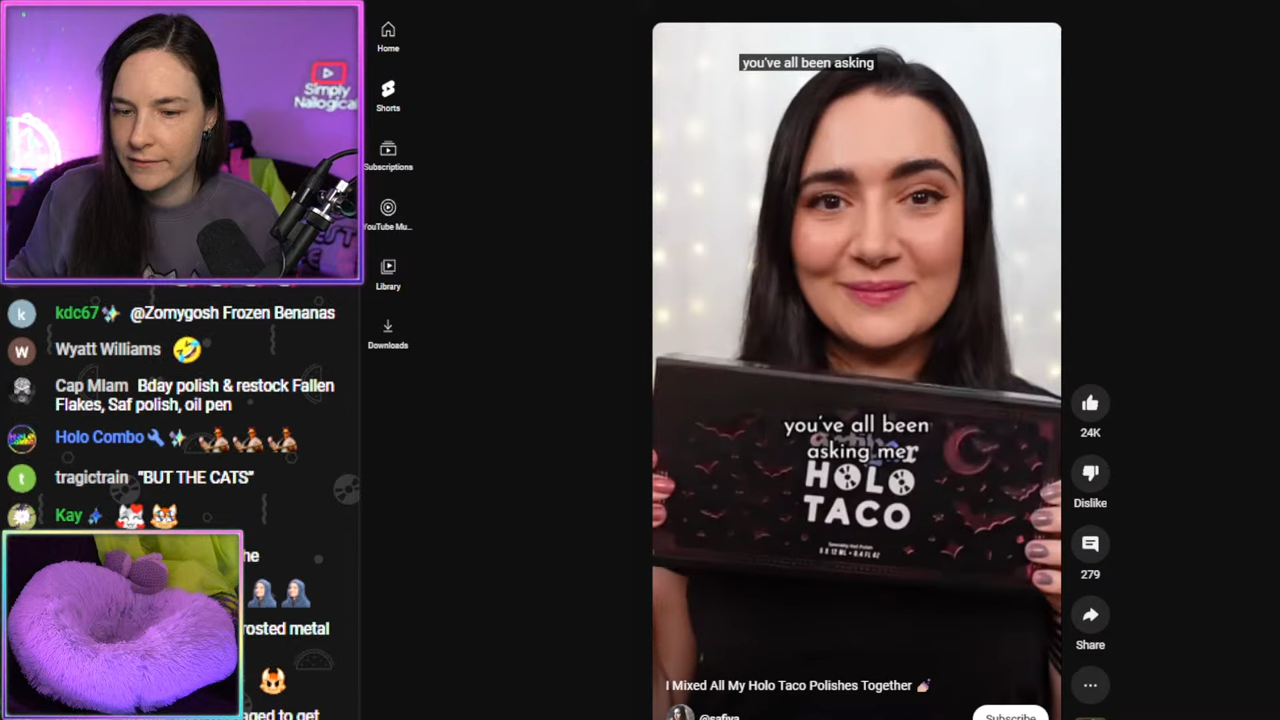 Simply
Nailogical
kdc67 @Zomygosh Frozen Benanas
W
Wyatt Williams
Cap Mlam Bday polish & restock Fallen
Flakes, Saf polish, oil pen
Holo Combo
t
tragictrain "BUT THE CATS"
Kay
he
rosted metal
aged to get
Home
Shorts
Subscriptions
YouTube Mu...
Library
Downloads
you've all been asking
you've all been
asking me
HOLO
TACO
I Mixed All My Holo Taco Polishes Together
@safiya
Subscribe
24K
Dislike
279
Share